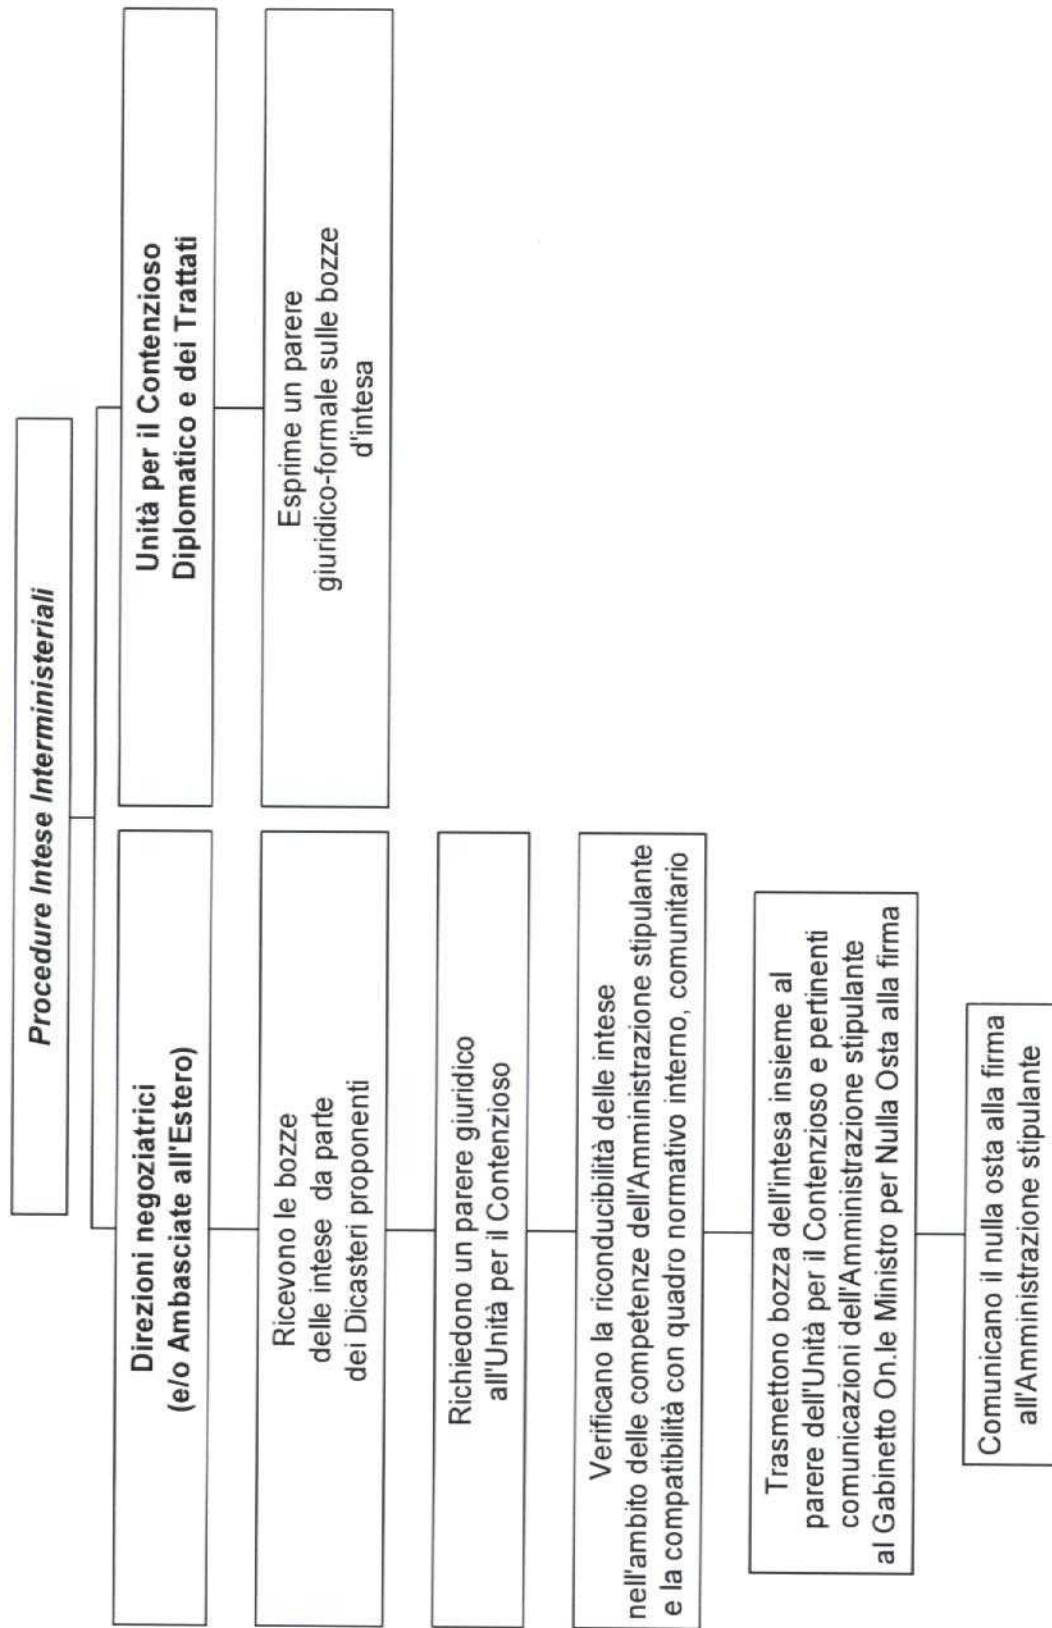 Procedure Intese Interministeriali
Direzioni negoziatrici
(e/o Ambasciate all'Estero)
Ricevono le bozze
delle intese da parte
dei Dicasteri proponenti
Richiedono un parere giuridico
all'Unità per il Contenzioso
Verificano la riconducibilità delle intese
nell'ambito delle competenze dell'Amministrazione stipulante
e la compatibilità con quadro normativo interno, comunitario
Trasmettono bozza dell'intesa insieme al
parere dell'Unità per il Contenzioso e pertinenti
comunicazioni dell'Amministrazione stipulante
al Gabinetto On.le Ministro per Nulla Osta alla firma
Comunicano il nulla osta alla firma
all'Amministrazione stipulante
Unità per il Contenzioso
Diplomatico e dei Trattati
Esprime un parere
giuridico-formale sulle bozze
d'intesa